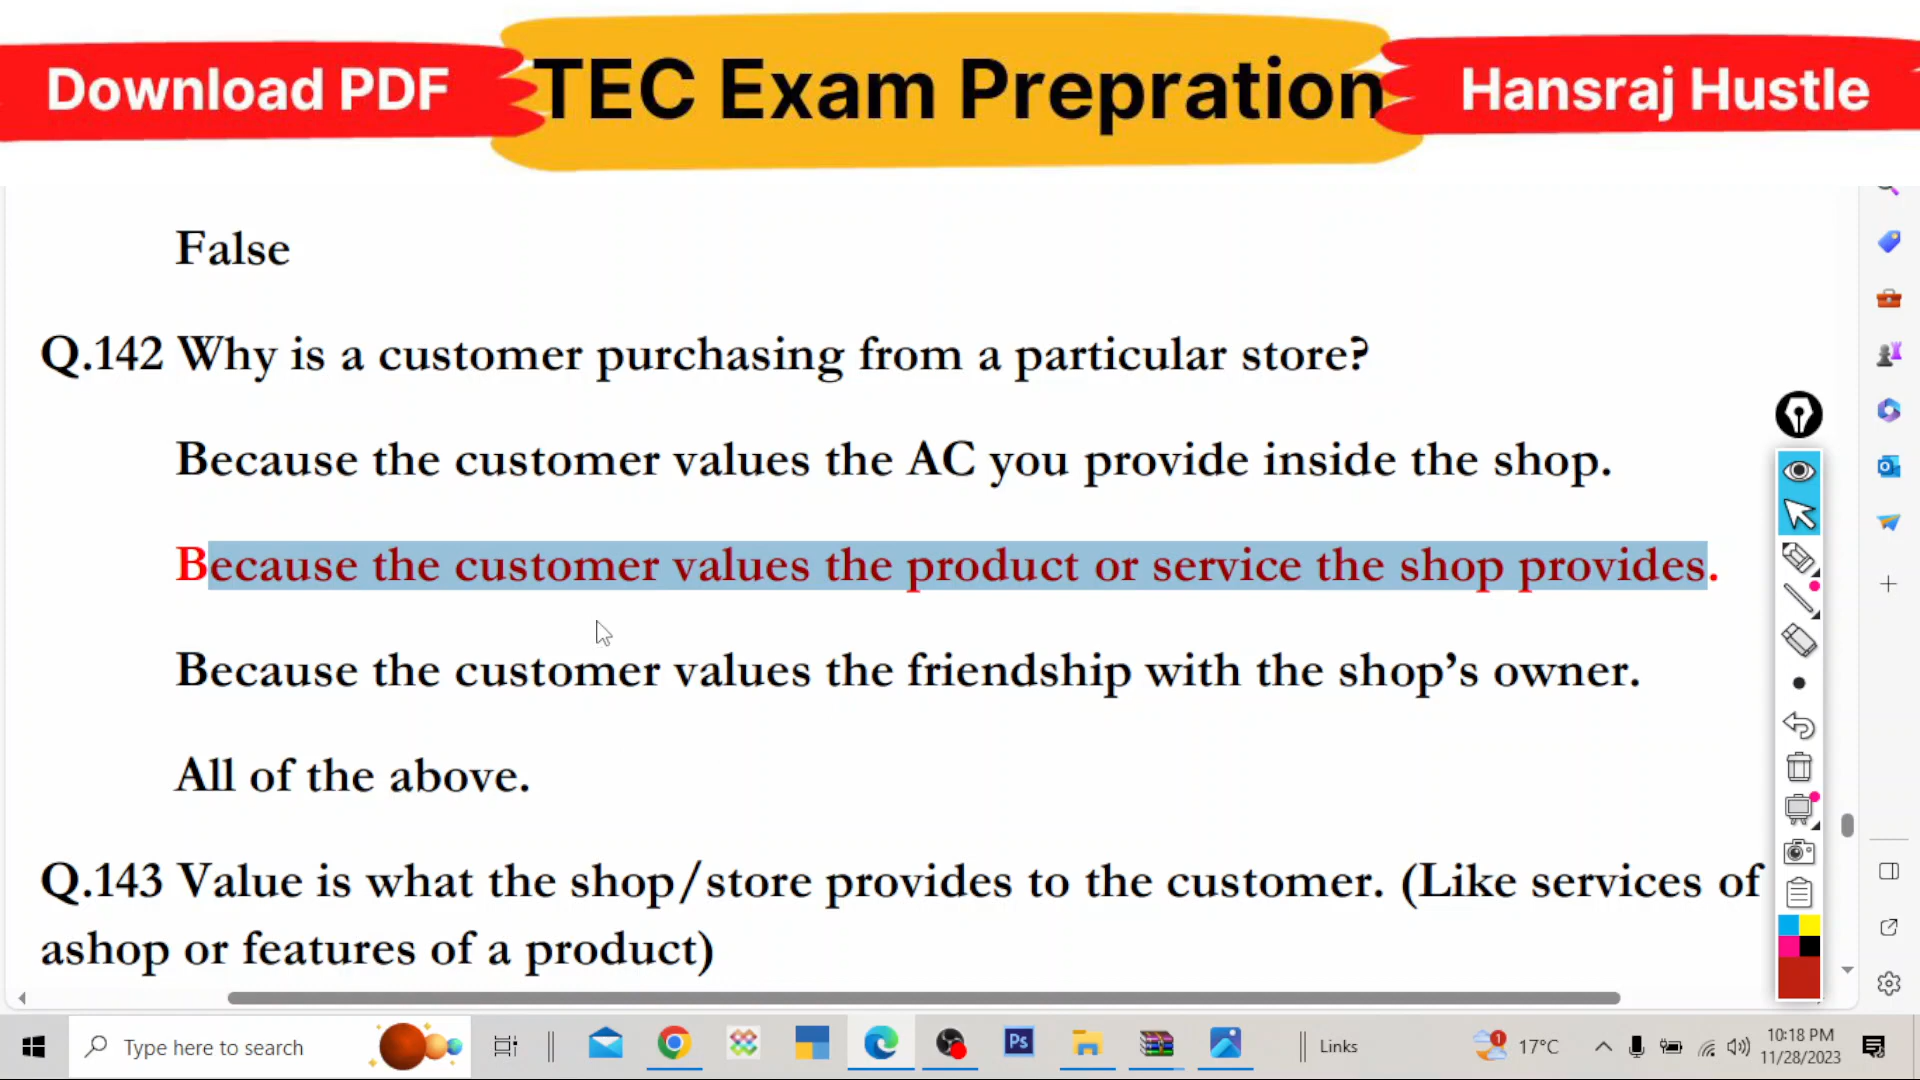 Download PDF
TEC Exam Prepration
Hansraj Hustle
False
Q.142 Why is a customer purchasing from a particular store?
Because the customer values the AC you provide inside the shop.
Because the customer values the product or service the shop provides.
Because the customer values the friendship with the shop’s owner.
All of the above.
Q.143 Value is what the shop/store provides to the customer. (Like services of
ashop or features of a product)
Type here to search
Ps
Links
1
17°C
10:18 PM
11/28/2023